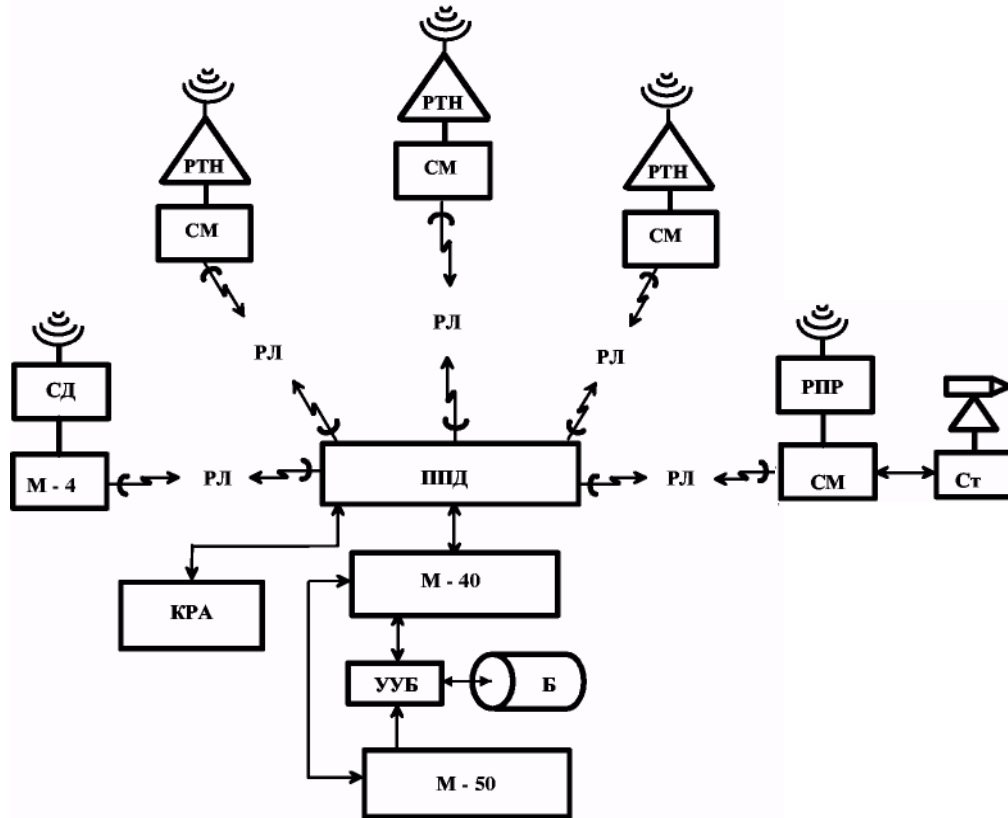 РТН
РТН
РТН
СМ
СМ
СМ
РЛ
РЛ
РЛ
СД
РПР
М - 4
РЛ
ППД
РЛ
СМ
Ст
КРА
М - 40
УУБ
Б
М - 50